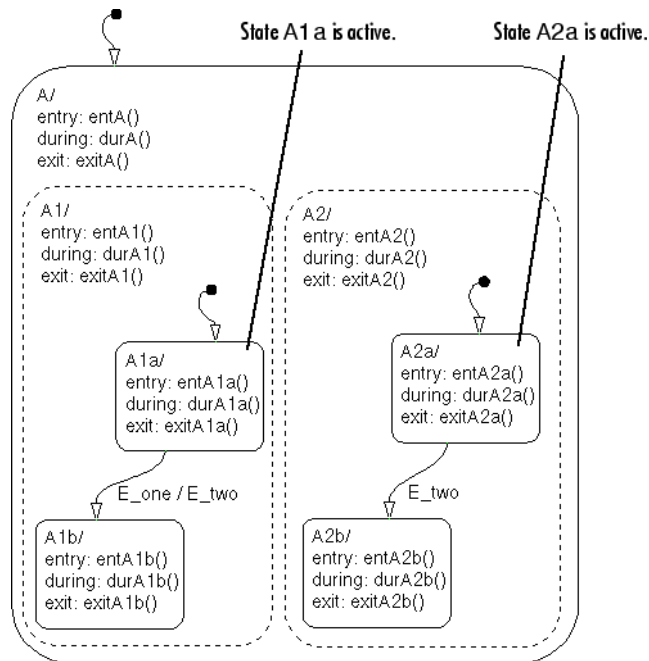 State A1a is active.
State A2a is active.
A/
entry: entA()
during: durA()
exit: exitA()
A1/
entry: entA1()
during: durA1()
exit: exitA1()
A2/
entry: entA2()
during: durA2()
exit: exitA2()
A1a/
entry: entA1a()
during: durA1a()
exit: exitA1a()
A2a/
entry: entA2a()
during: durA2a()
exit: exitA2a()
E_one / E_two
E_two
A1b/
entry: entA1b()
during: durA1b()
exit: exitA1b()
A2b/
entry: entA2b()
during: durA2b()
exit: exitA2b()